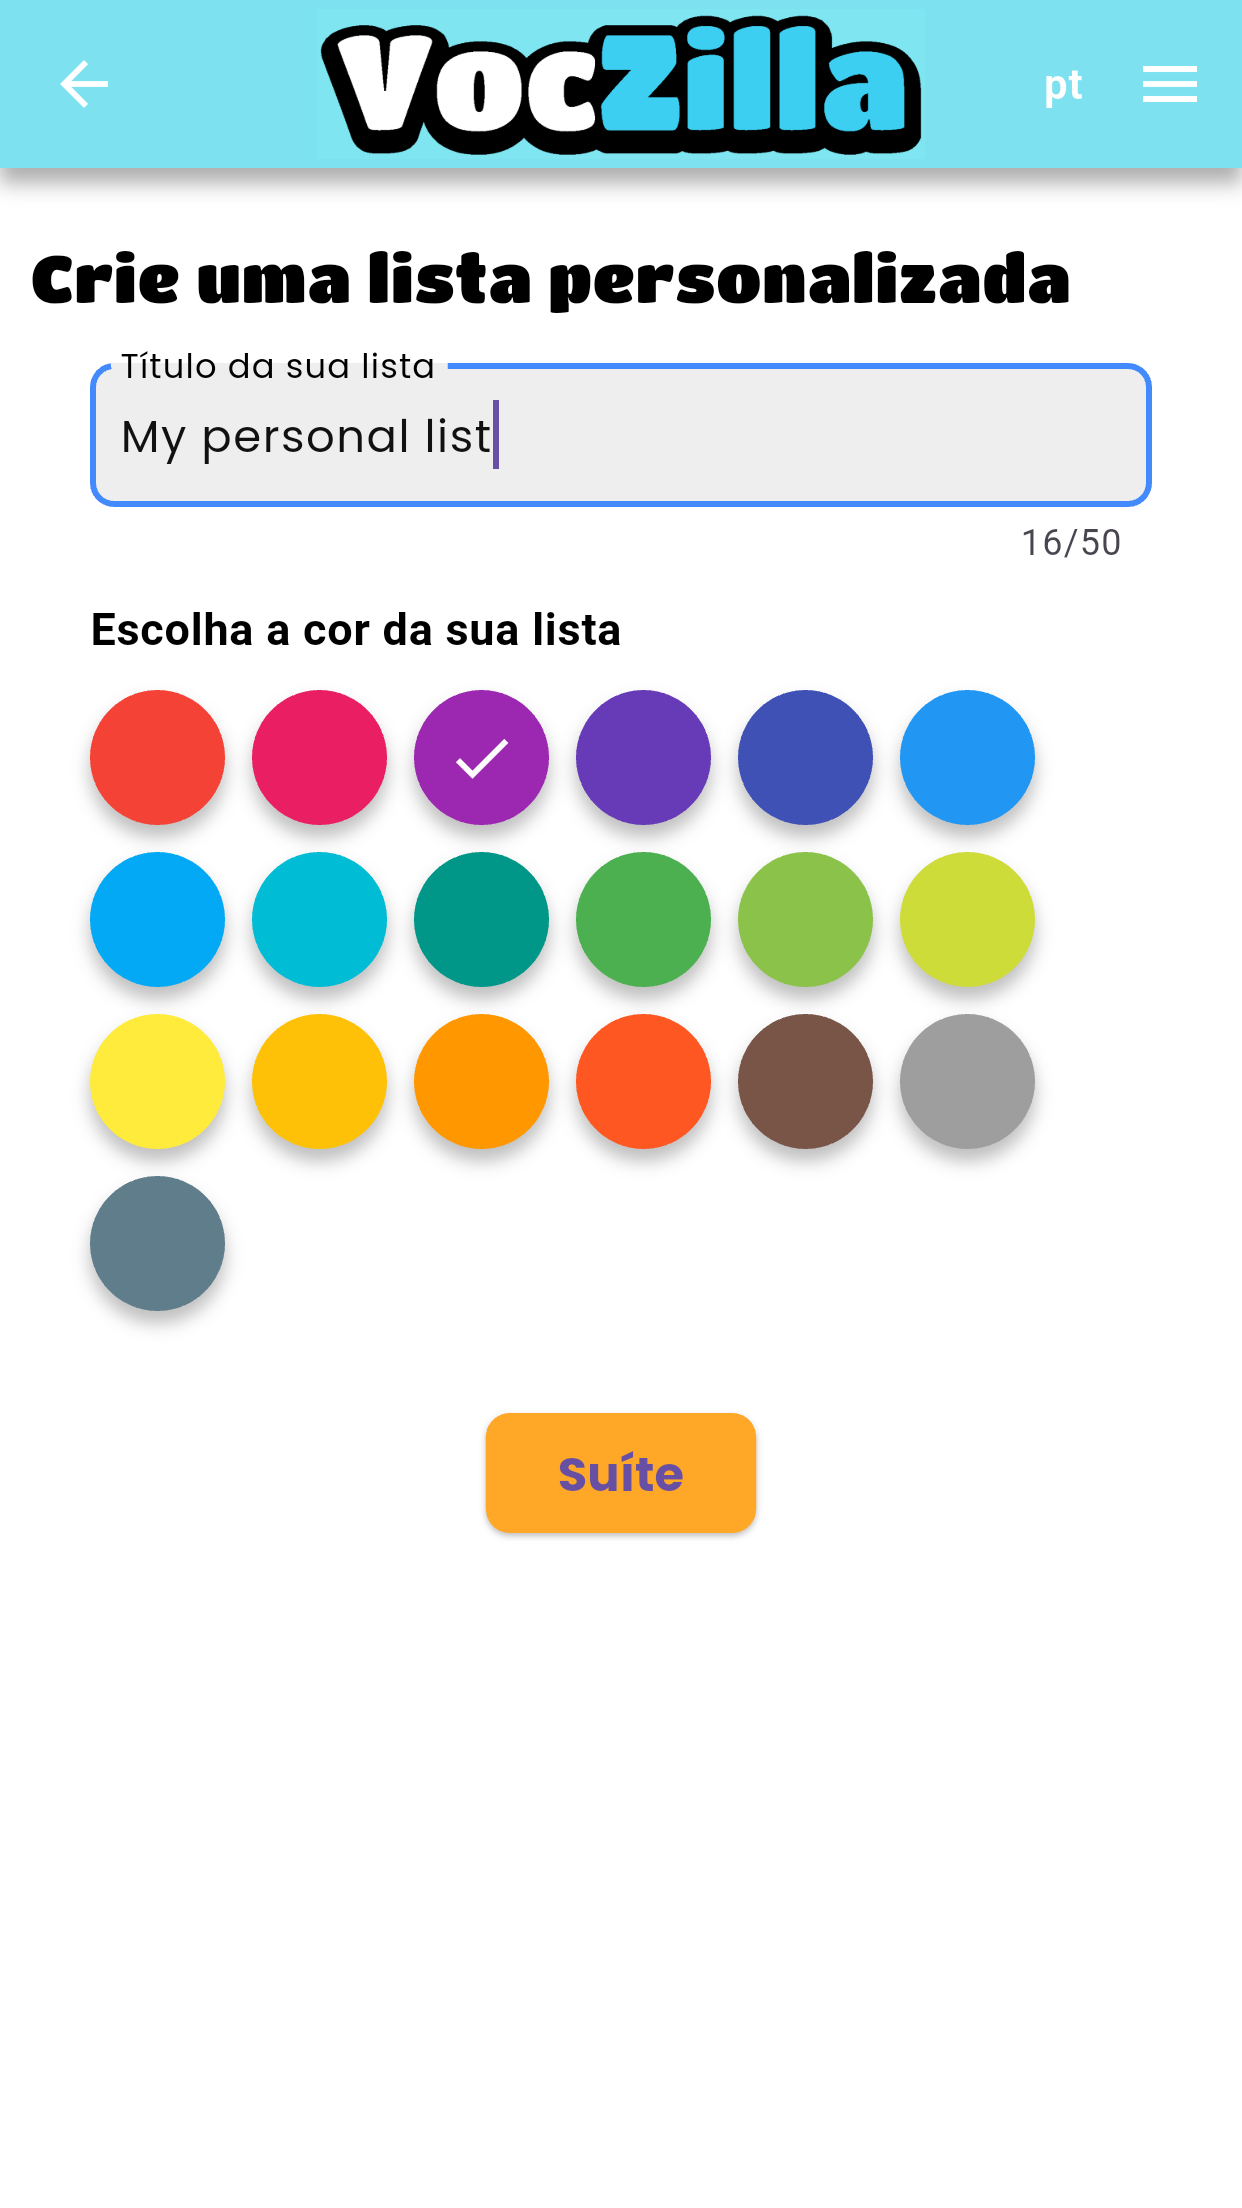 VocZilla
pt
Crie uma lista personalizada
Título da sua lista
My personal list
16/50
Escolha a cor da sua lista
Suíte